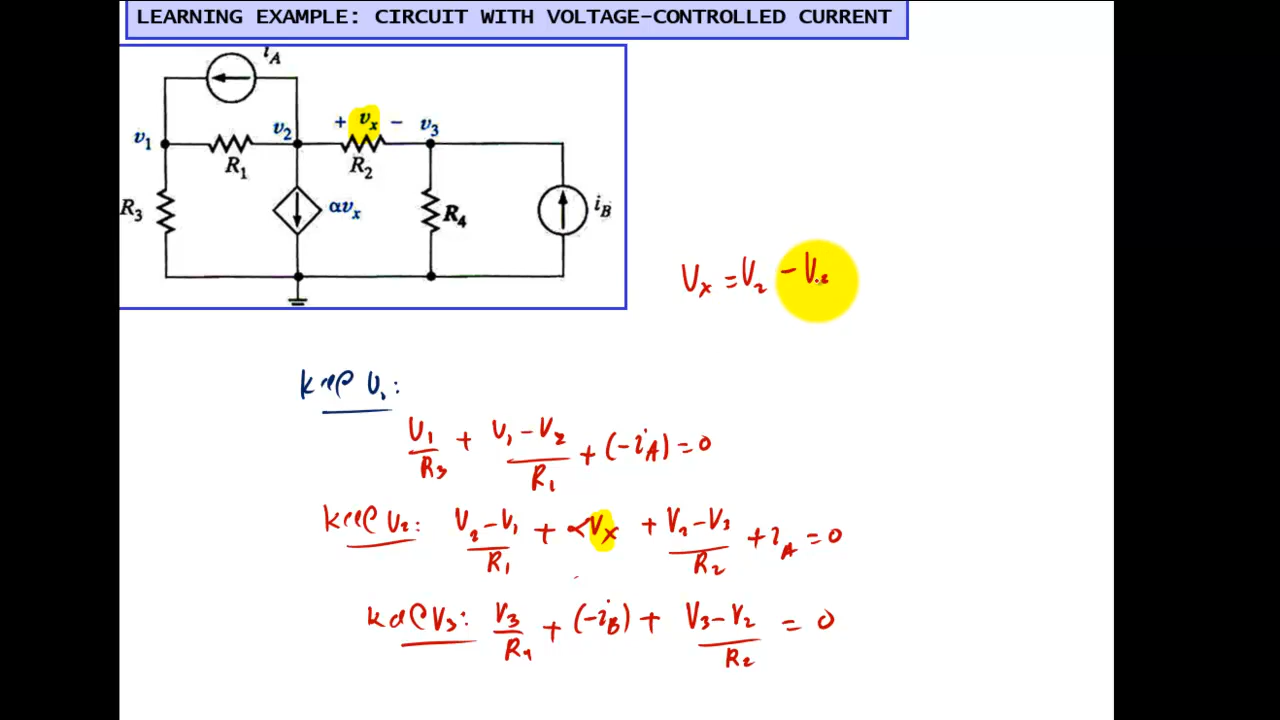 LEARNING EXAMPLE: CIRCUIT WITH VOLTAGE-CONTROLLED CURRENT
iA
v1 v2 + vx − v3
R1 R2
R3 αvx R4 iB
Vx = V2 − V3
KCL@ V1:
V1/R3 + (V1 − V2)/R1 + (−iA) = 0
KCL@ V2: (V2 − V1)/R1 + αVx + (V2 − V3)/R2 + iA = 0
KCL@ V3: V3/R4 + (−iB) + (V3 − V2)/R2 = 0